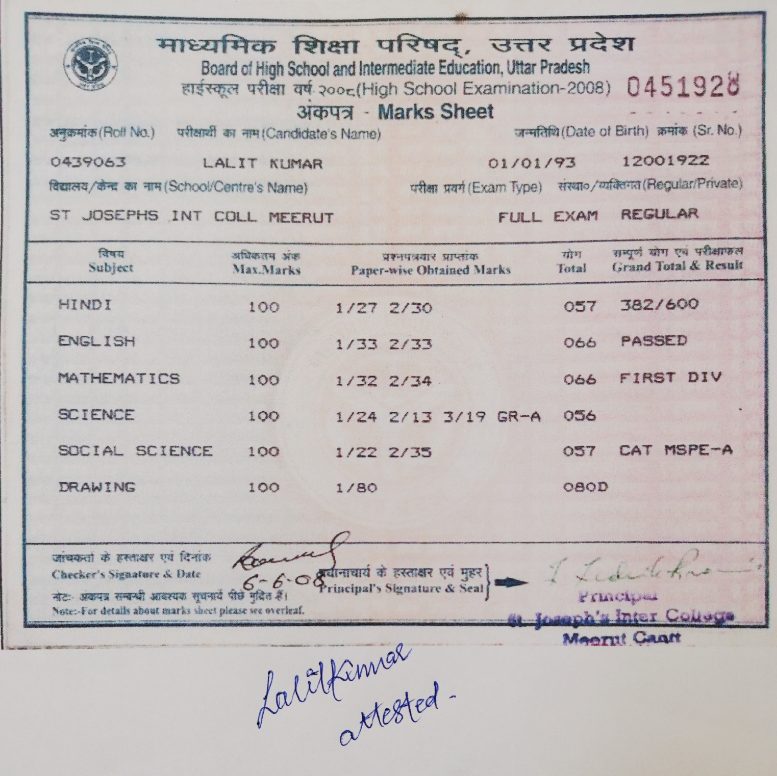 माध्यमिक शिक्षा परिषद्, उत्तर प्रदेश
Board of High School and Intermediate Education, Uttar Pradesh
हाईस्कूल परीक्षा वर्ष २००८ (High School Examination-2008) 0451928
अंकपत्र - Marks Sheet
अनुक्रमांक (Roll No.) परीक्षार्थी का नाम (Candidate's Name) जन्मतिथि (Date of Birth) क्रमांक (Sr. No.)
0439063 LALIT KUMAR 01/01/93 12001922
विद्यालय/केन्द्र का नाम (School/Centre's Name) परीक्षा प्रवर्ग (Exam Type) संस्था०/व्यक्तिगत (Regular/Private)
ST JOSEPHS INT COLL MEERUT FULL EXAM REGULAR
विषय अधिकतम अंक प्रश्नपत्रवार प्राप्तांक योग सम्पूर्ण योग एवं परीक्षाफल
Subject Max.Marks Paper-wise Obtained Marks Total Grand Total & Result
HINDI 100 1/27 2/30 057 382/600
ENGLISH 100 1/33 2/33 066 PASSED
MATHEMATICS 100 1/32 2/34 066 FIRST DIV
SCIENCE 100 1/24 2/13 3/19 GR-A 056
SOCIAL SCIENCE 100 1/22 2/35 057 CAT MSPE-A
DRAWING 100 1/80 080D
जांचकर्ता के हस्ताक्षर एवं दिनांक प्रधानाचार्य के हस्ताक्षर एवं मुहर
Checker's Signature & Date 6-6-08 Principal's Signature & Seal
नोट:- अंकपत्र सम्बन्धी आवश्यक सूचनायें पीछे मुद्रित हैं। Principal
Note:-For details about marks sheet please see overleaf. St. Joseph's Inter College
Meerut Cantt
Lalit Kumar
attested.